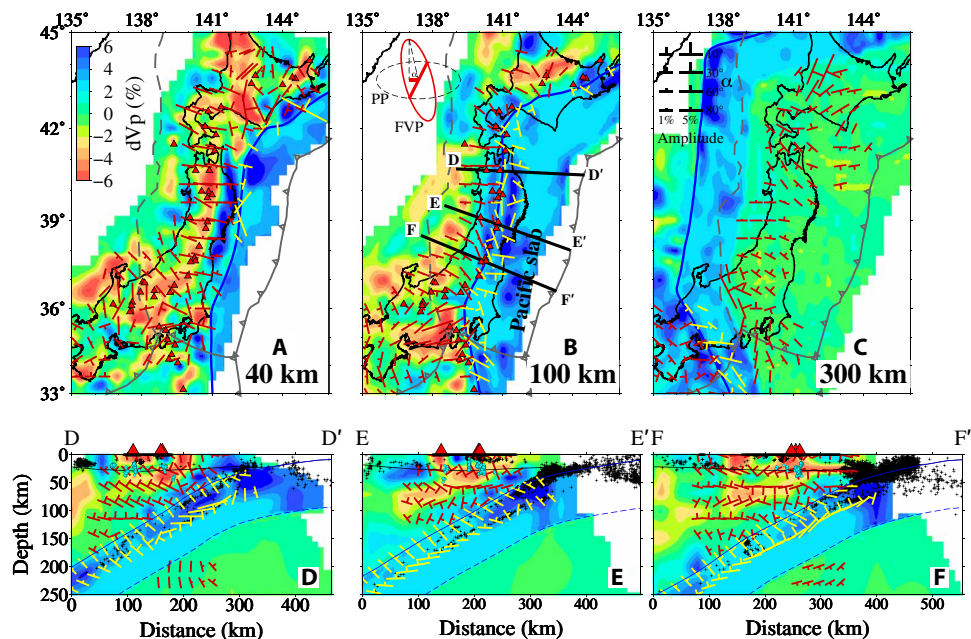 135° 138° 141° 144°
135° 138° 141° 144°
135° 138° 141° 144°
45°
42°
39°
36°
33°
6
4
2
0
−2
−4
−6
dVp (%)
A
40 km
PP
FVP
D
D′
E
E′
F
F′
Pacific slab
B
100 km
30°
60°
α
1% 5%
Amplitude
C
300 km
D D′
E E′
F F′
Depth (km)
0
50
100
150
200
250
D
E
F
0 100 200 300 400
0 100 200 300 400
0 100 200 300 400 500
Distance (km)
Distance (km)
Distance (km)